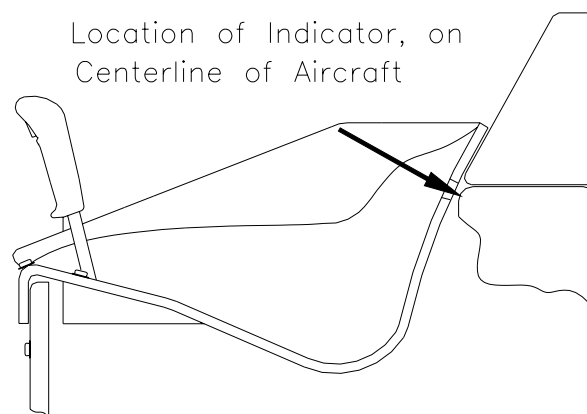 Location of Indicator, on
Centerline of Aircraft